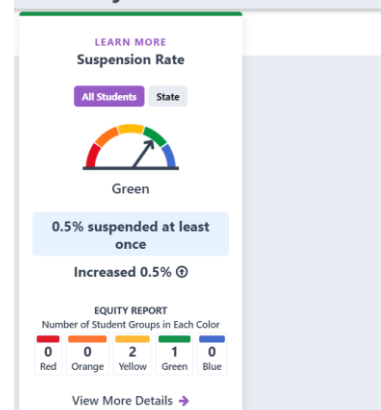 LEARN MORE
Suspension Rate
All Students State
Green
0.5% suspended at least
once
Increased 0.5%
EQUITY REPORT
Number of Student Groups in Each Color
0 0 2 1 0
Red Orange Yellow Green Blue
View More Details